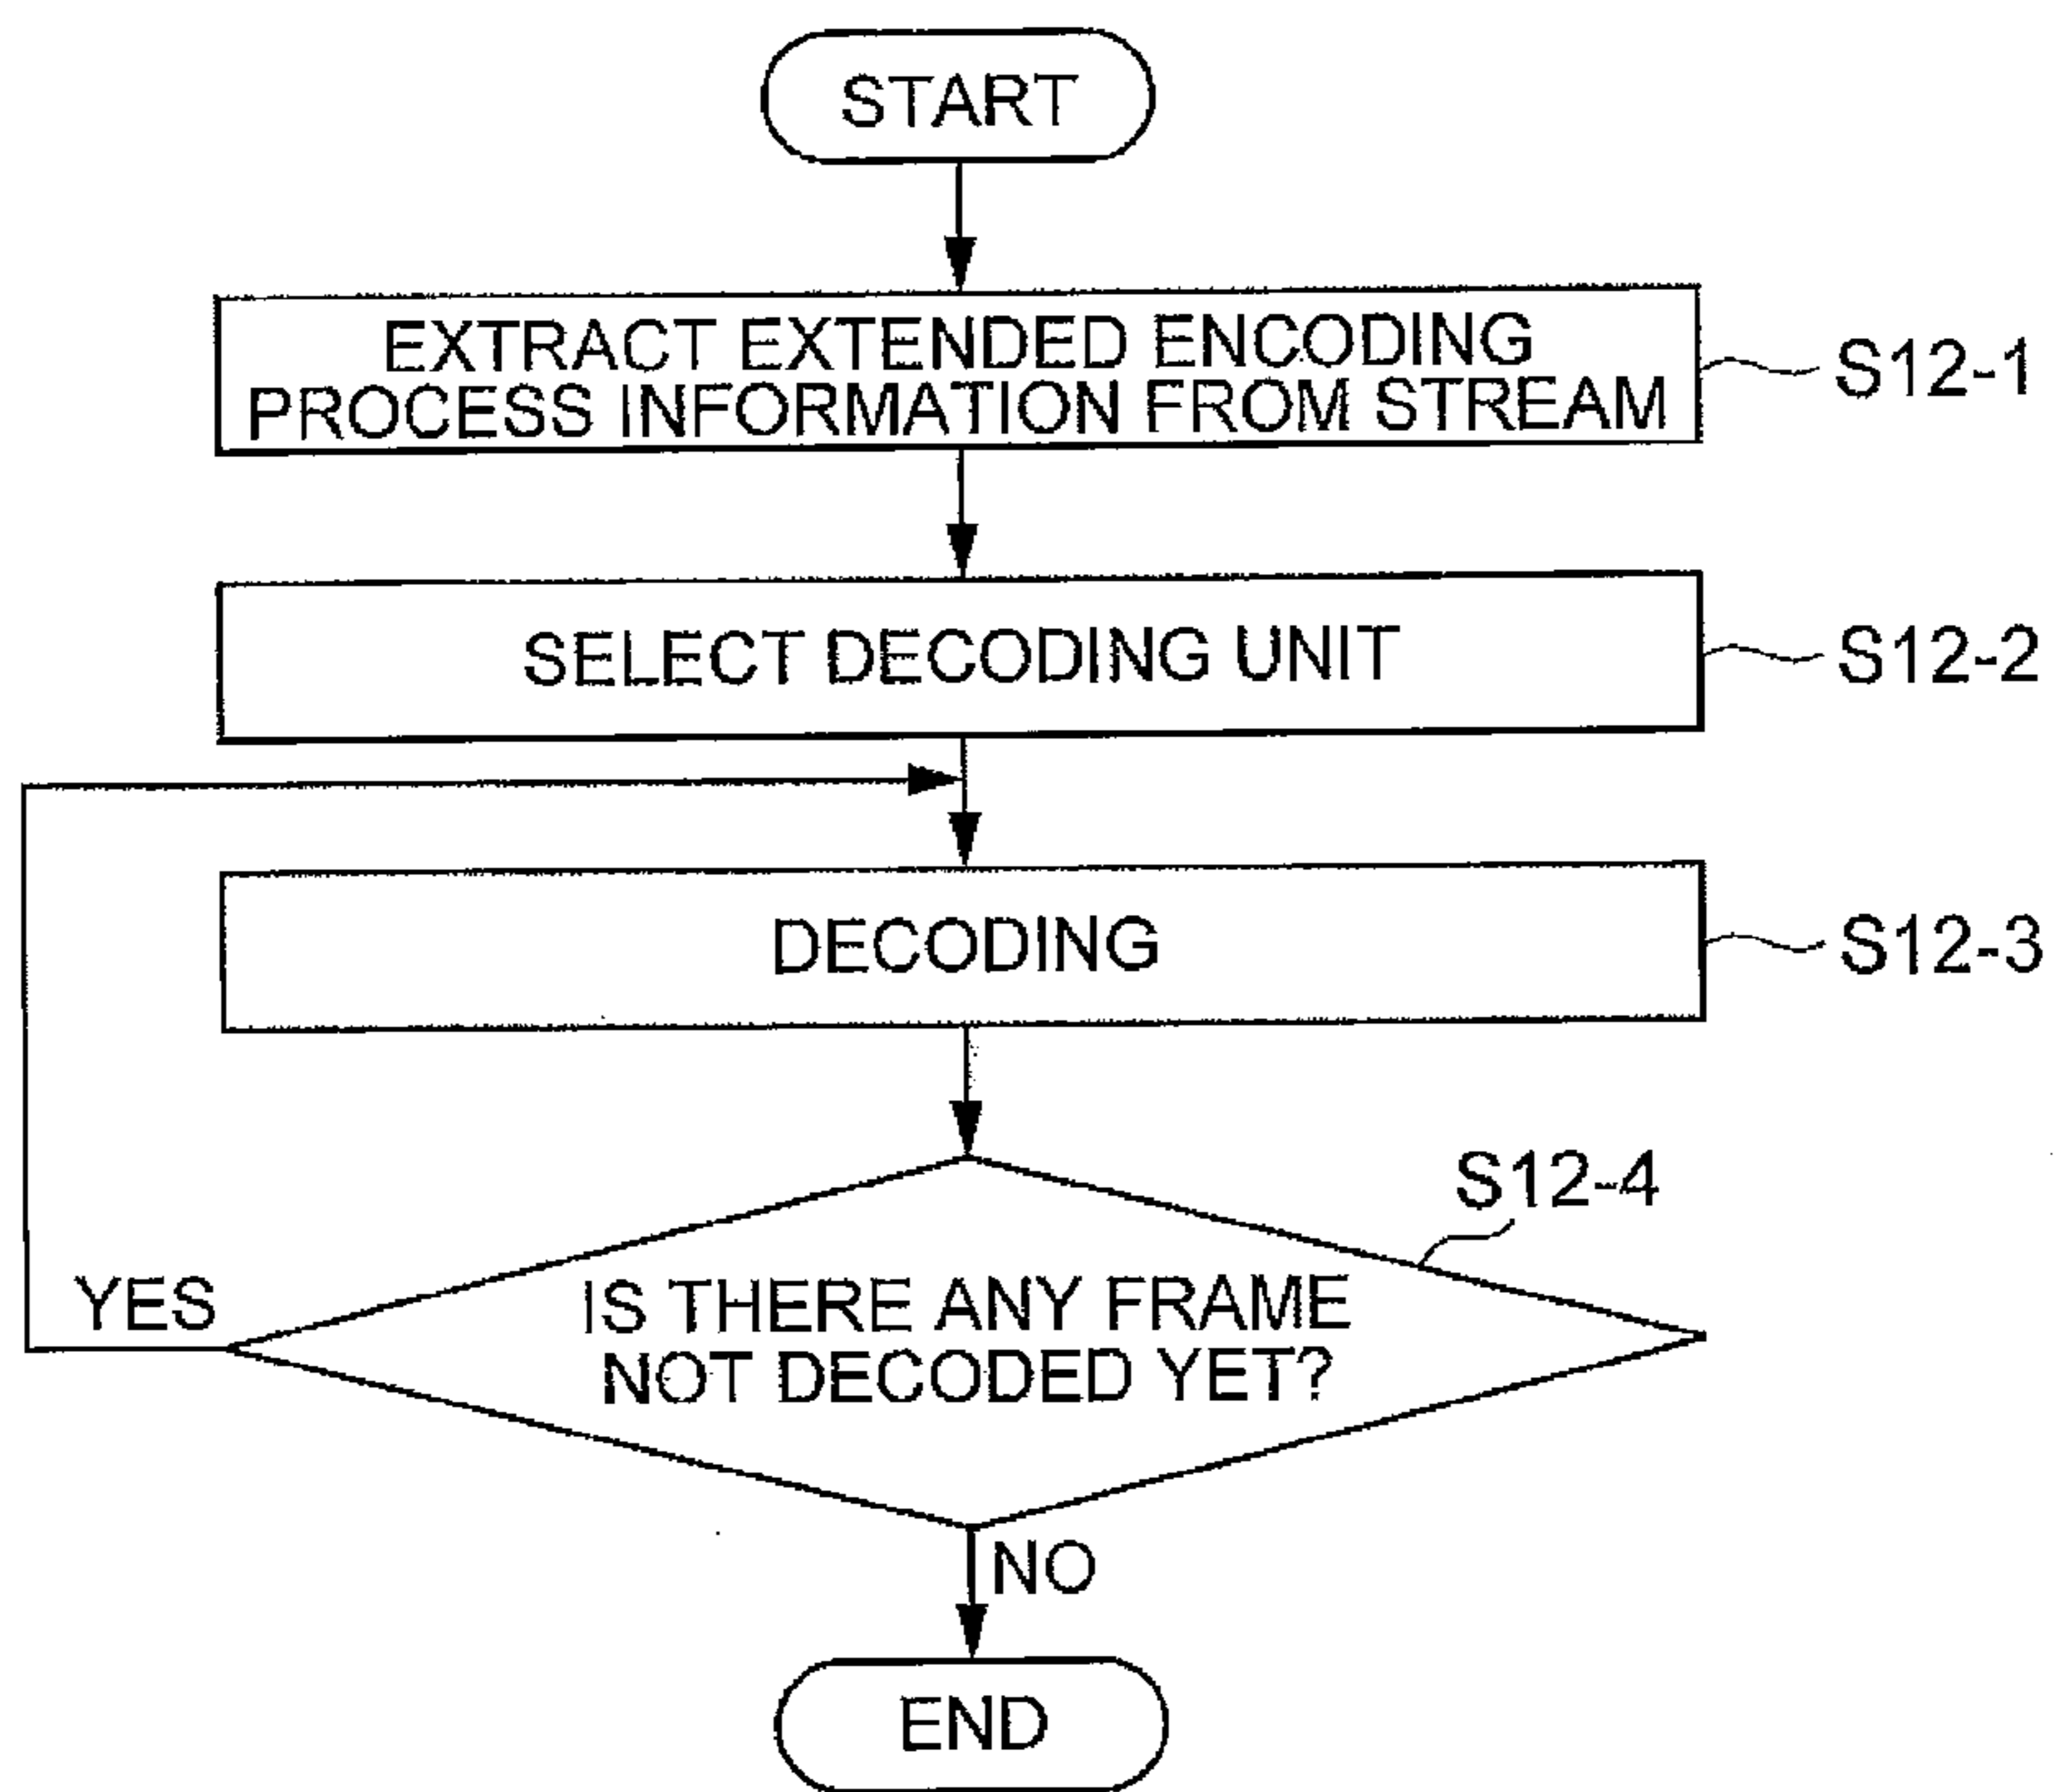 START
EXTRACT EXTENDED ENCODING
PROCESS INFORMATION FROM STREAM
S12-1
SELECT DECODING UNIT
S12-2
DECODING
S12-3
S12-4
IS THERE ANY FRAME
NOT DECODED YET?
YES
NO
END